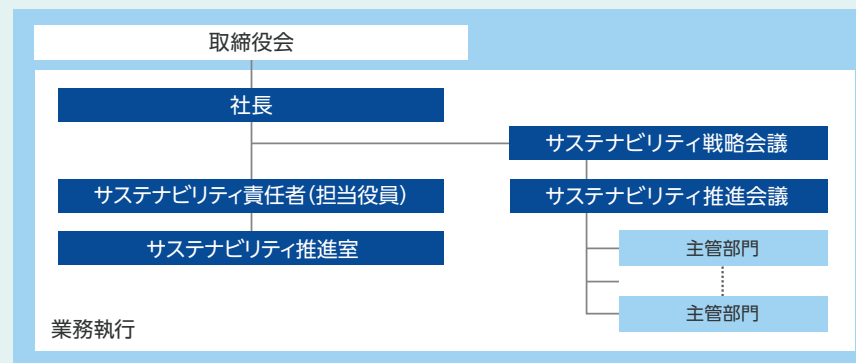 取締役会
社長
サステナビリティ戦略会議
サステナビリティ責任者（担当役員）
サステナビリティ推進会議
サステナビリティ推進室
主管部門
主管部門
業務執行